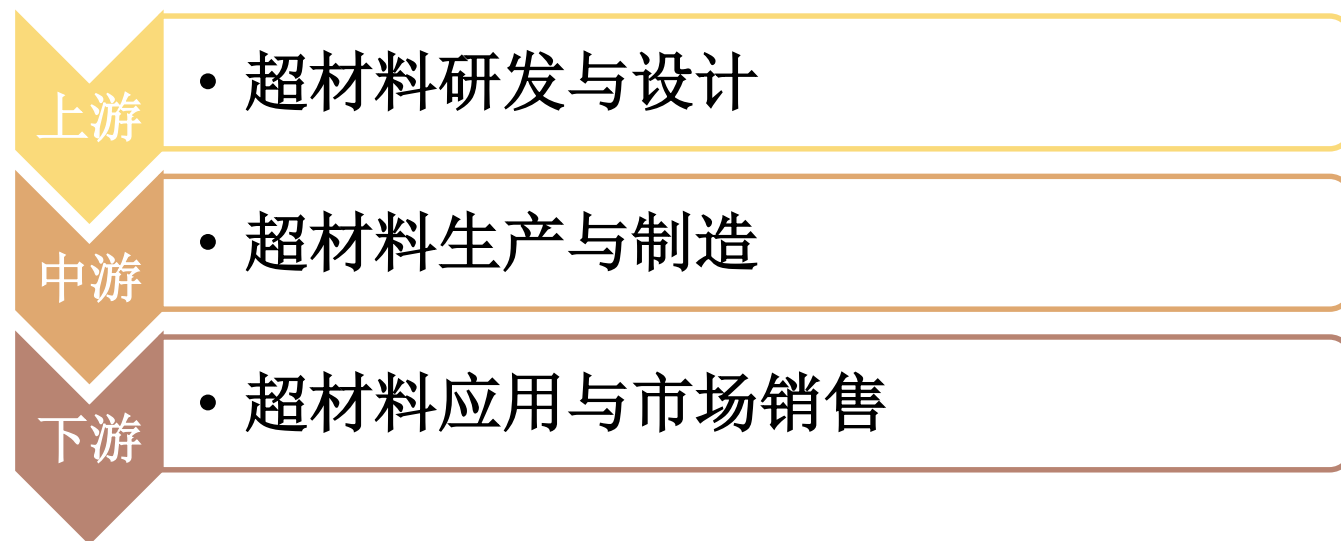 上游
• 超材料研发与设计
中游
• 超材料生产与制造
下游
• 超材料应用与市场销售